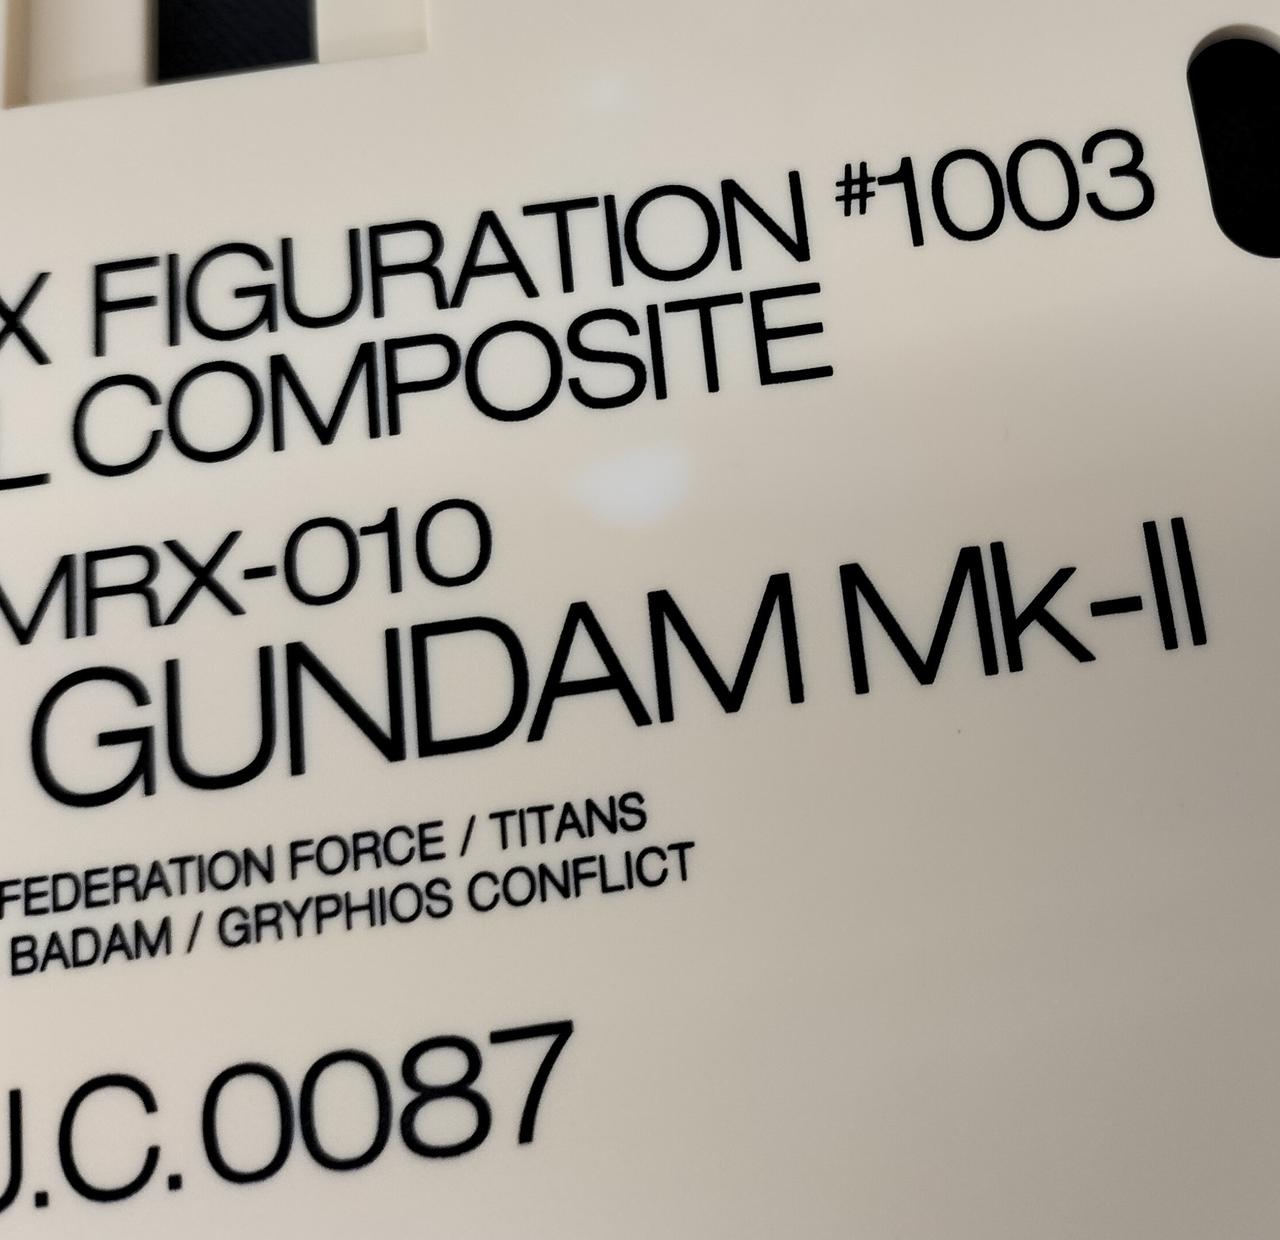 X FIGURATION #1003
L COMPOSITE
MRX-010
GUNDAM Mk-II
FEDERATION FORCE / TITANS
BADAM / GRYPHIOS CONFLICT
U.C.0087